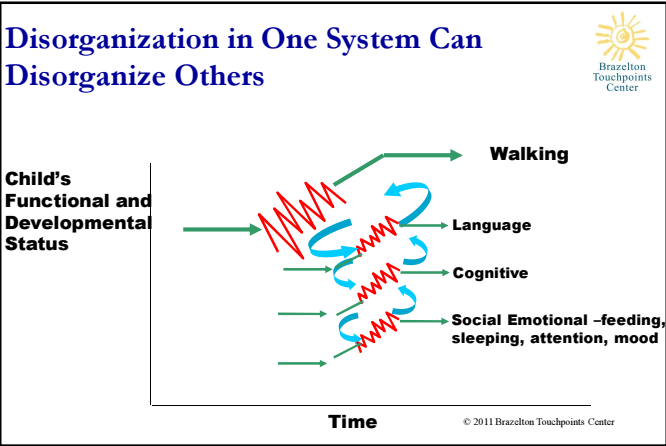 Disorganization in One System Can
Disorganize Others
Brazelton
Touchpoints
Center
Walking
Child's
Functional and
Developmental
Status
Language
Cognitive
Social Emotional –feeding,
sleeping, attention, mood
Time
© 2011 Brazelton Touchpoints Center